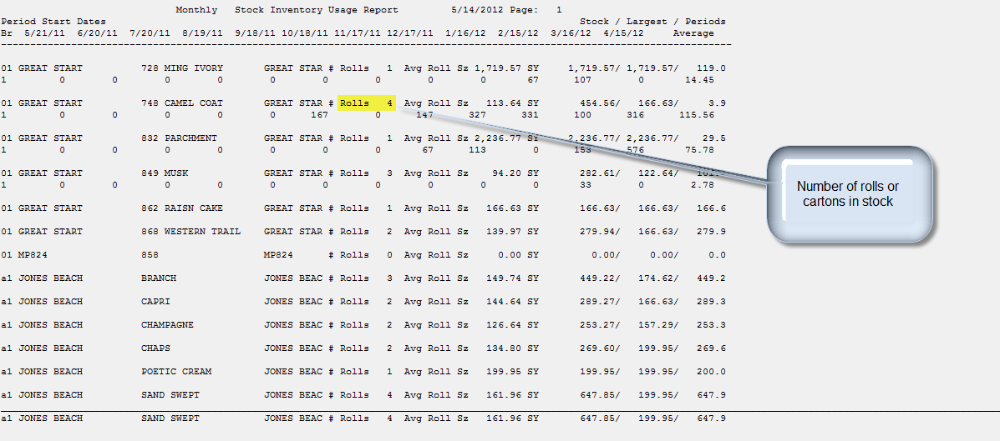 Monthly Stock Inventory Usage Report 5/14/2012 Page: 1
Period Start Dates Stock / Largest / Periods
Br 5/21/11 6/20/11 7/20/11 8/19/11 9/18/11 10/18/11 11/17/11 12/17/11 1/16/12 2/15/12 3/16/12 4/15/12 Average
01 GREAT START 728 MING IVORY GREAT STAR # Rolls 1 Avg Roll Sz 1,719.57 SY 1,719.57/ 1,719.57/ 119.0
1 0 0 0 0 0 0 0 0 0 67 107 0 14.45
01 GREAT START 748 CAMEL COAT GREAT STAR # Rolls 4 Avg Roll Sz 113.64 SY 454.56/ 166.63/ 3.9
1 0 0 0 0 0 167 0 147 327 331 100 316 115.56
01 GREAT START 832 PARCHMENT GREAT STAR # Rolls 1 Avg Roll Sz 2,236.77 SY 2,236.77/ 2,236.77/ 29.5
1 0 0 0 0 0 0 0 67 113 0 153 576 75.78
01 GREAT START 849 MUSK GREAT STAR # Rolls 3 Avg Roll Sz 94.20 SY 282.61/ 122.64/
1 0 0 0 0 0 0 0 0 0 0 33 0 2.78
01 GREAT START 862 RAISN CAKE GREAT STAR # Rolls 1 Avg Roll Sz 166.63 SY 166.63/ 166.63/ 166.6
01 GREAT START 868 WESTERN TRAIL GREAT STAR # Rolls 2 Avg Roll Sz 139.97 SY 279.94/ 166.63/ 279.9
01 MP824 858 MP824 # Rolls 0 Avg Roll Sz 0.00 SY 0.00/ 0.00/ 0.0
a1 JONES BEACH BRANCH JONES BEAC # Rolls 3 Avg Roll Sz 149.74 SY 449.22/ 174.62/ 449.2
a1 JONES BEACH CAPRI JONES BEAC # Rolls 2 Avg Roll Sz 144.64 SY 289.27/ 166.63/ 289.3
a1 JONES BEACH CHAMPAGNE JONES BEAC # Rolls 2 Avg Roll Sz 126.64 SY 253.27/ 157.29/ 253.3
a1 JONES BEACH CHAPS JONES BEAC # Rolls 2 Avg Roll Sz 134.80 SY 269.60/ 199.95/ 269.6
a1 JONES BEACH POETIC CREAM JONES BEAC # Rolls 1 Avg Roll Sz 199.95 SY 199.95/ 199.95/ 200.0
a1 JONES BEACH SAND SWEPT JONES BEAC # Rolls 4 Avg Roll Sz 161.96 SY 647.85/ 199.95/ 647.9
a1 JONES BEACH SAND SWEPT JONES BEAC # Rolls 4 Avg Roll Sz 161.96 SY 647.85/ 199.95/ 647.9
Number of rolls or
cartons in stock